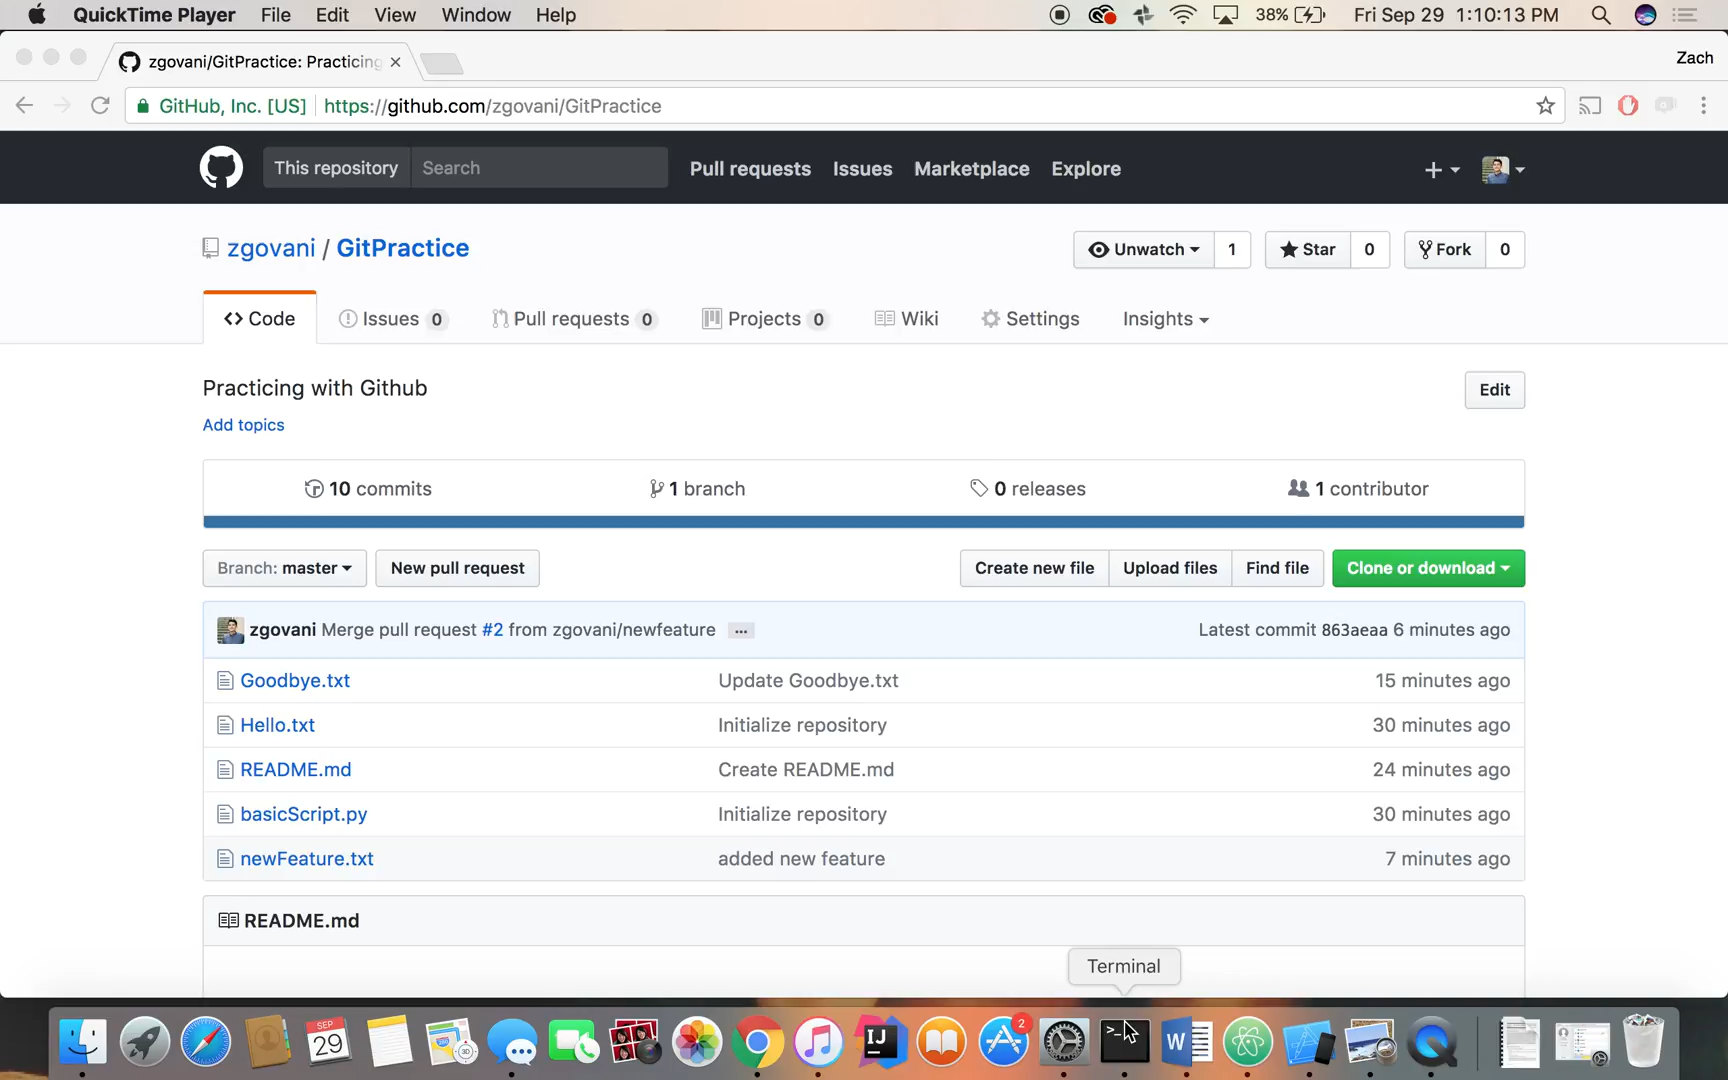 QuickTime Player File Edit View Window Help 38% Fri Sep 29 1:10:13 PM
zgovani/GitPractice: Practicing Zach
GitHub, Inc. [US] https://github.com/zgovani/GitPractice
This repository Search Pull requests Issues Marketplace Explore
zgovani / GitPractice Unwatch 1 Star 0 Fork 0
Code Issues 0 Pull requests 0 Projects 0 Wiki Settings Insights
Practicing with Github Edit
Add topics
10 commits 1 branch 0 releases 1 contributor
Branch: master New pull request Create new file Upload files Find file Clone or download
zgovani Merge pull request #2 from zgovani/newfeature ... Latest commit 863aeaa 6 minutes ago
Goodbye.txt Update Goodbye.txt 15 minutes ago
Hello.txt Initialize repository 30 minutes ago
README.md Create README.md 24 minutes ago
basicScript.py Initialize repository 30 minutes ago
newFeature.txt added new feature 7 minutes ago
README.md
Terminal
SEP
29
3D
IJ
2
>_
W